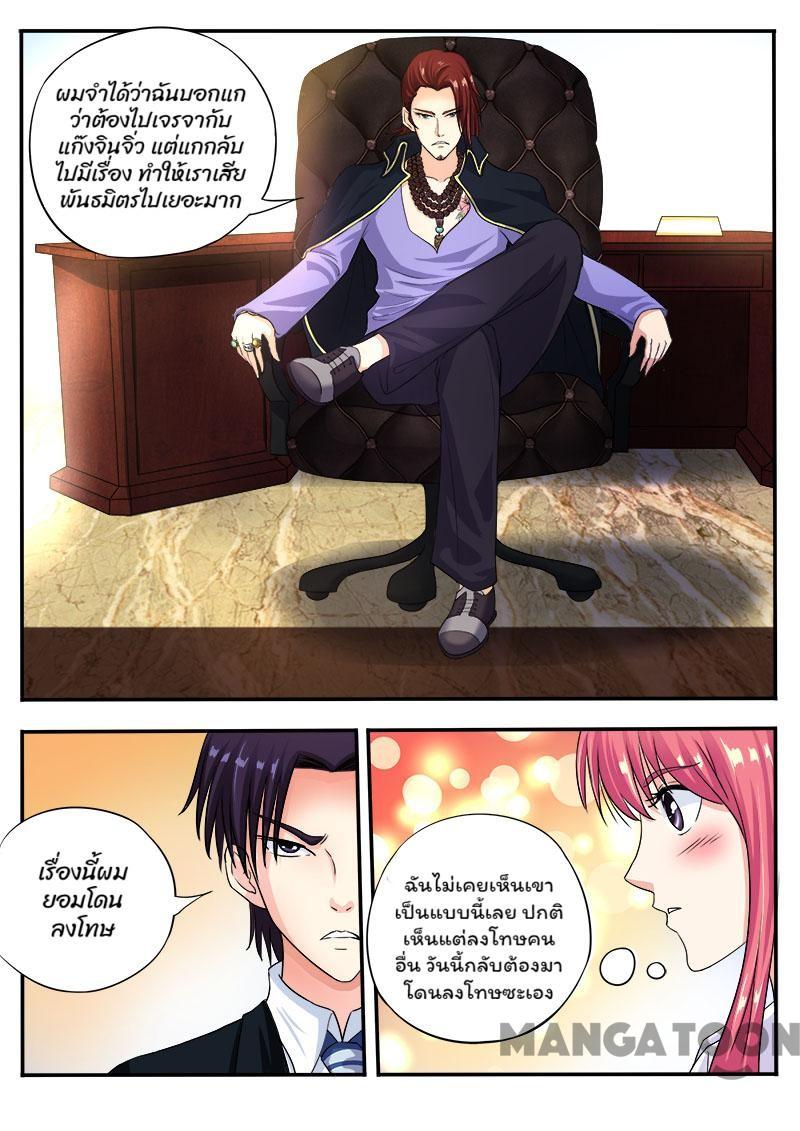 ผมจำได้ว่าฉันบอกแก
ว่าต้องไปเจรจากับ
แก๊งจินจิ่ว แต่แกกลับ
ไปมีเรื่อง ทำให้เราเสีย
พันธมิตรไปเยอะมาก
เรื่องนี้ผม
ยอมโดน
ลงโทษ
ฉันไม่เคยเห็นเขา
เป็นแบบนี้เลย ปกติ
เห็นแต่ลงโทษคน
อื่น วันนี้กลับต้องมา
โดนลงโทษซะเอง
MANGA TOON